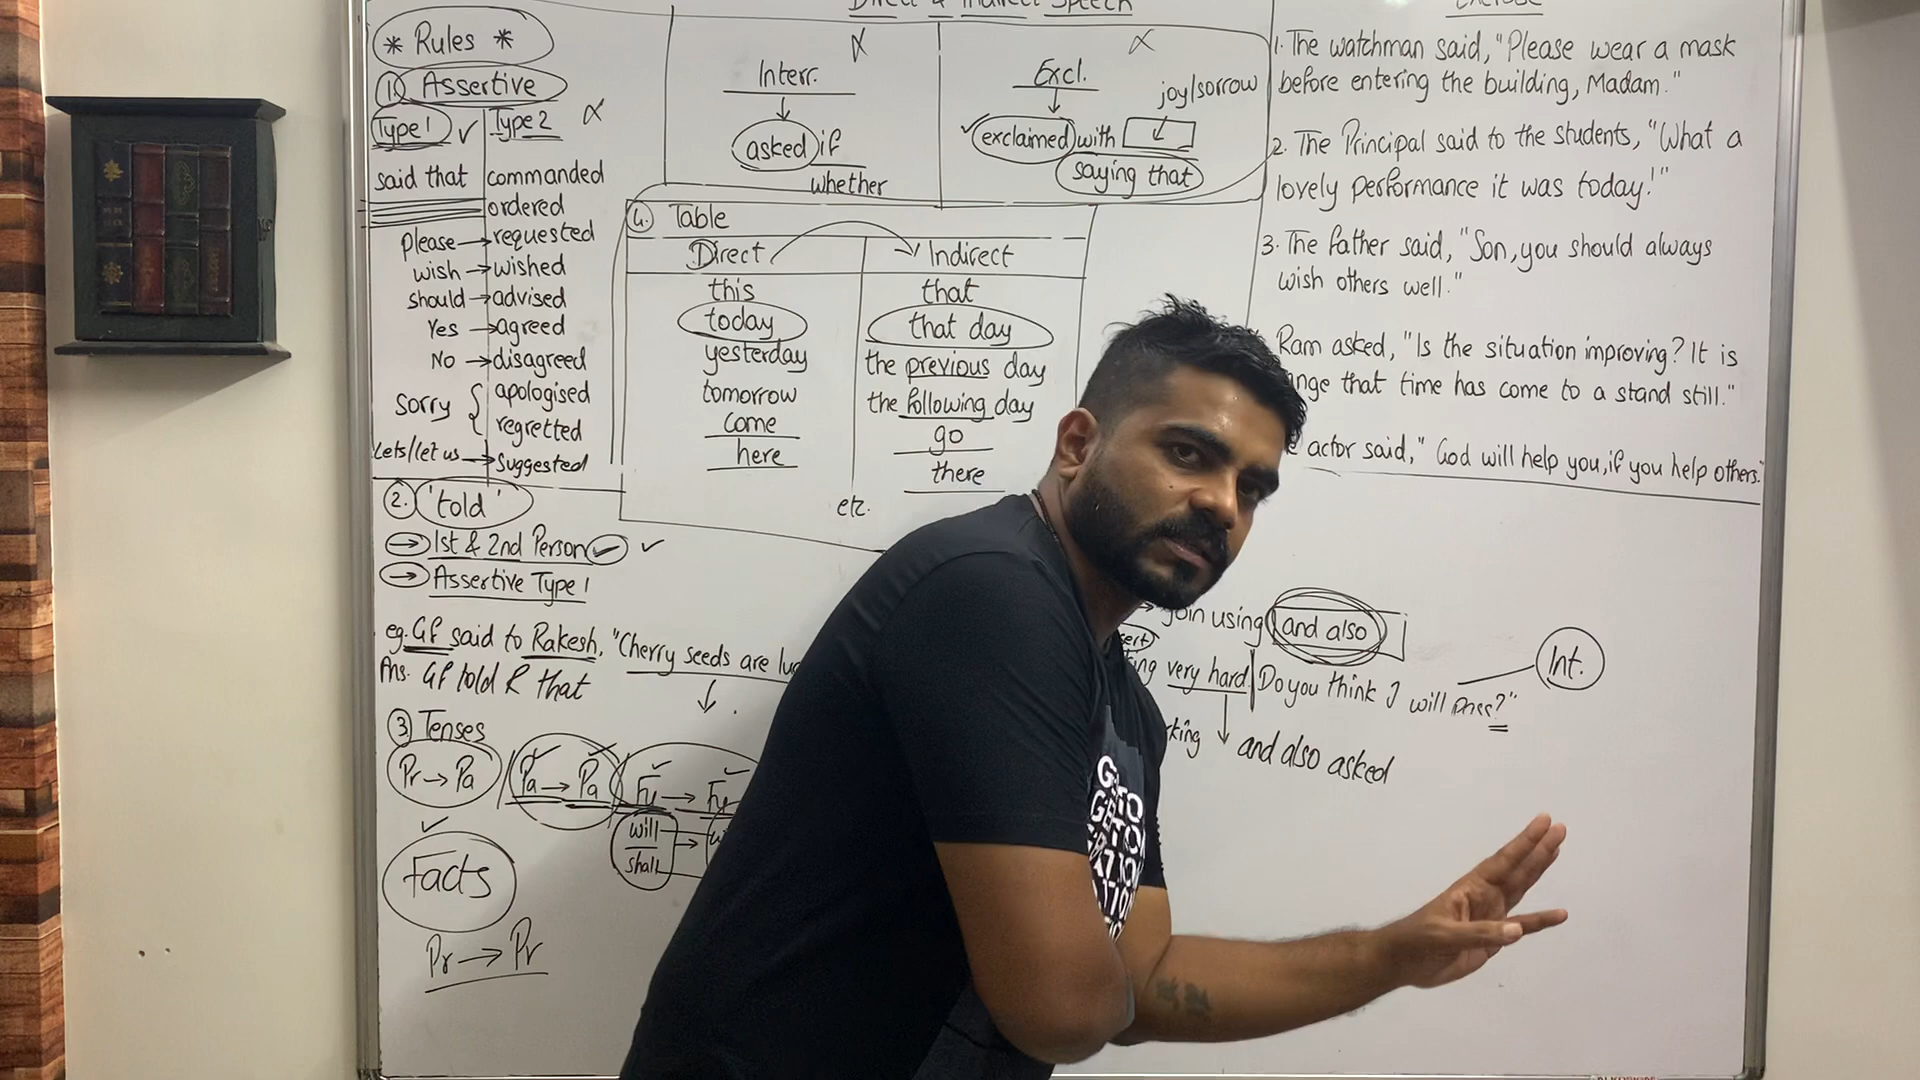 Direct & Indirect Speech
* Rules *
1. Assertive
Type 1 Type 2
said that commanded
ordered
Please → requested
wish → wished
should → advised
Yes → agreed
No → disagreed
Sorry { apologised
regretted
Lets/let us → suggested
2. 'told'
→ 1st & 2nd Person
→ Assertive Type 1
eg. GF said to Rakesh, "Cherry seeds are
Ans. GF told R that
3 Tenses
Pr → Pa / Pa → Pa / Fu → Fu
will
shall
Facts
Pr → Pr
Interr.
asked if
whether
Excl.
joy/sorrow
exclaimed with
saying that
4. Table
Direct Indirect
this that
today that day
yesterday the previous day
tomorrow the following day
come go
here there
etc.
Exercise
1. The watchman said, "Please wear a mask
before entering the building, Madam."
2. The Principal said to the students, "What a
lovely performance it was today!"
3. The father said, "Son, you should always
wish others well."
Ram asked, "Is the situation improving? It is
that time has come to a stand still."
actor said, "God will help you, if you help others."
join using and also
very hard. Do you think I will pass?"
Int.
and also asked